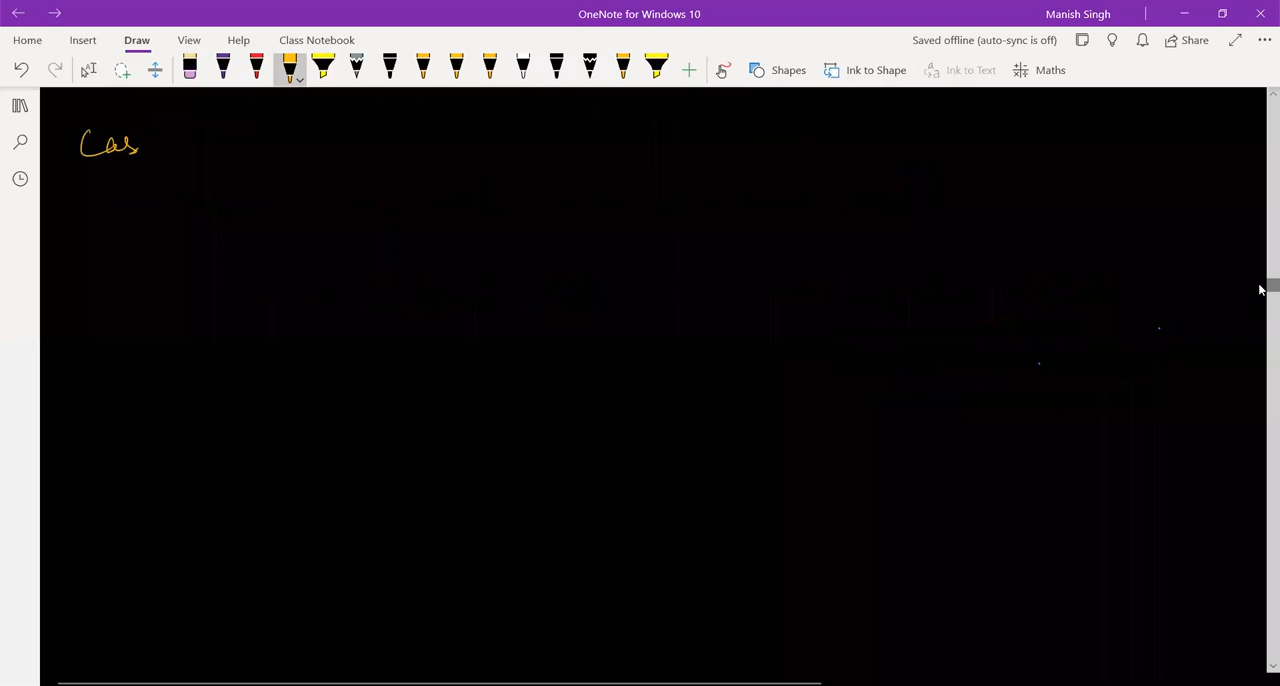 OneNote for Windows 10
Manish Singh
Home Insert Draw View Help Class Notebook
Saved offline (auto-sync is off) Share
Shapes Ink to Shape Ink to Text Maths
Cas